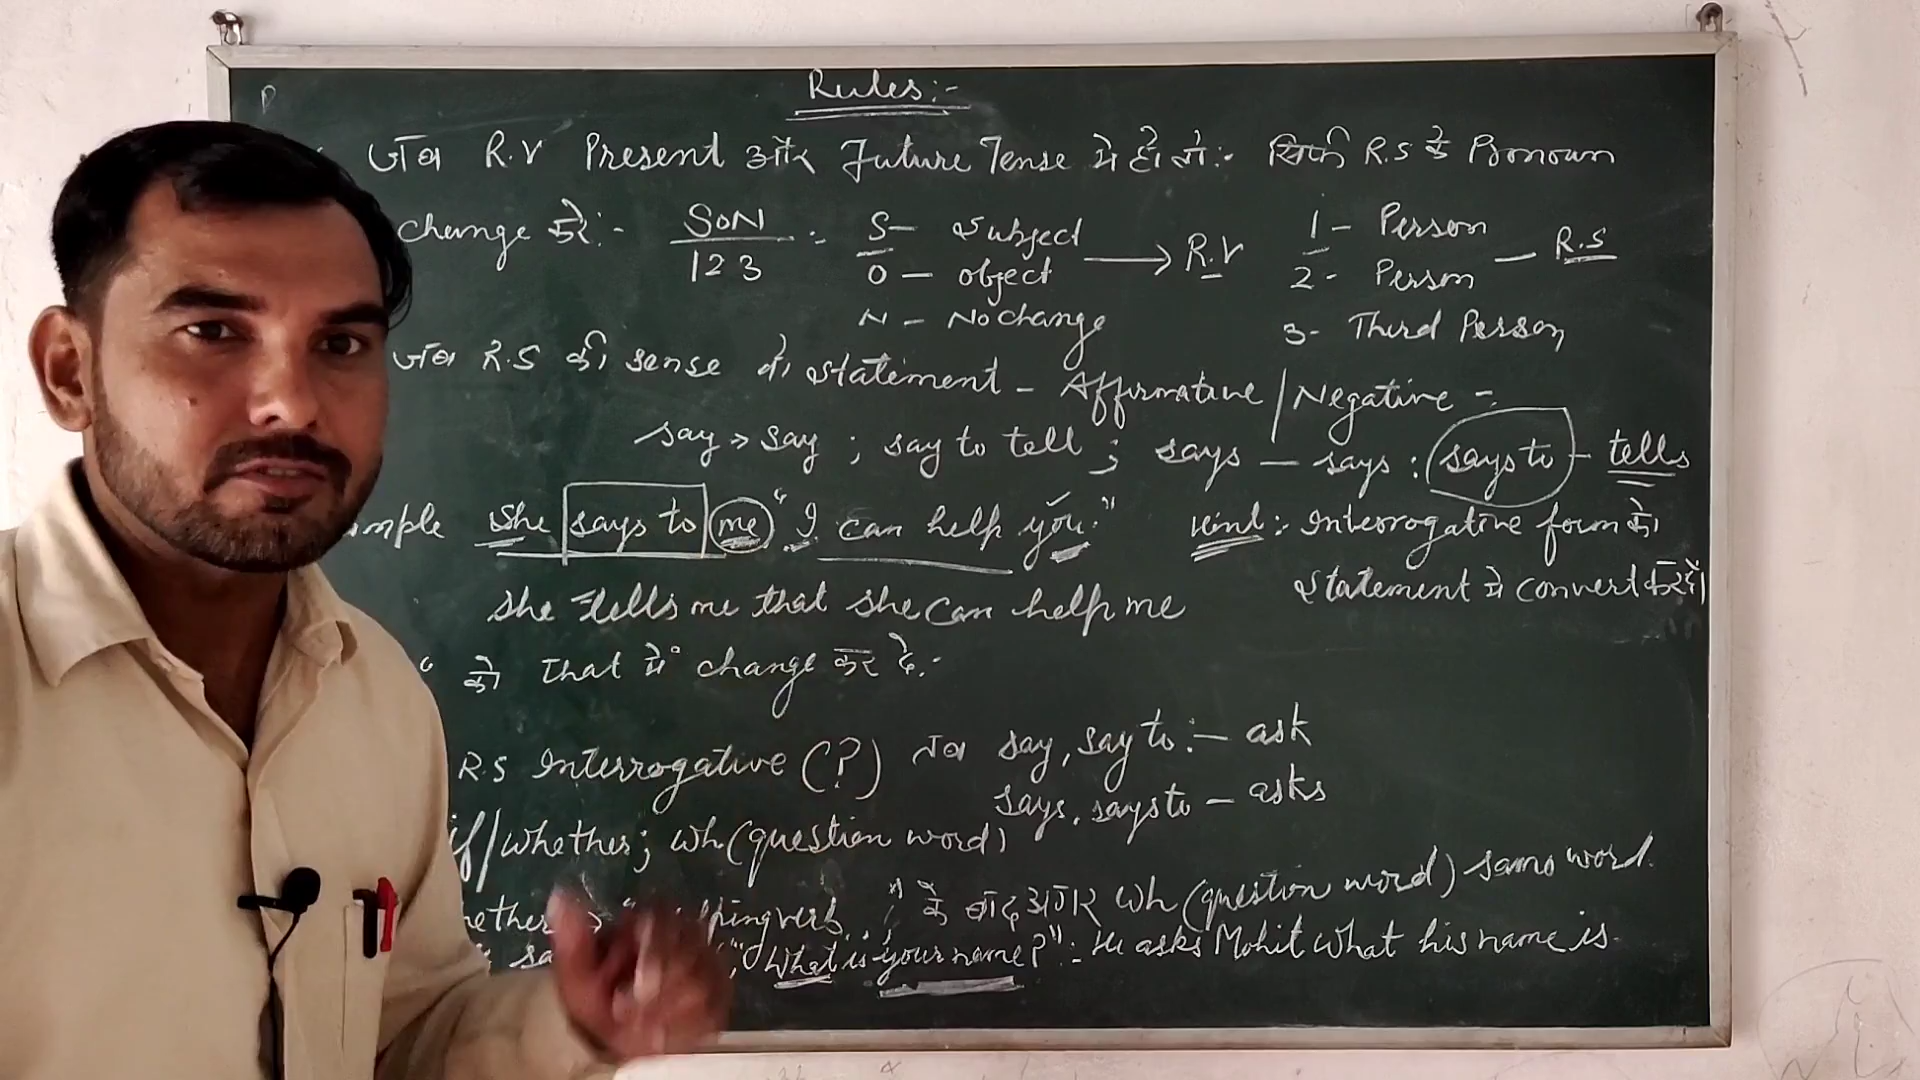 Rules:-
जब R.V Present और Future Tense मे हो तो:- सिर्फ R.S के Pronoun
change करे:- SON S- Subject → R.V 1- Person - R.S
123 O- object 2- Person
N- No change 3- Third Person
जब R.S की sense मे statement - Affirmative / Negative -
say > say ; say to tell ; says - says : says to - tells
She says to me "I can help you." Kind:- Interrogative form को
statement मे convert कर दे।
She tells me that she can help me
" को that मे change कर दे:-
R.S Interrogative (?) तब say, say to:- ask
says, says to - asks
if/whether; wh (question word)
verb. ; " के बाद अगर wh (question word) same word.
"What is your name?":- He asks Mohit what his name is.